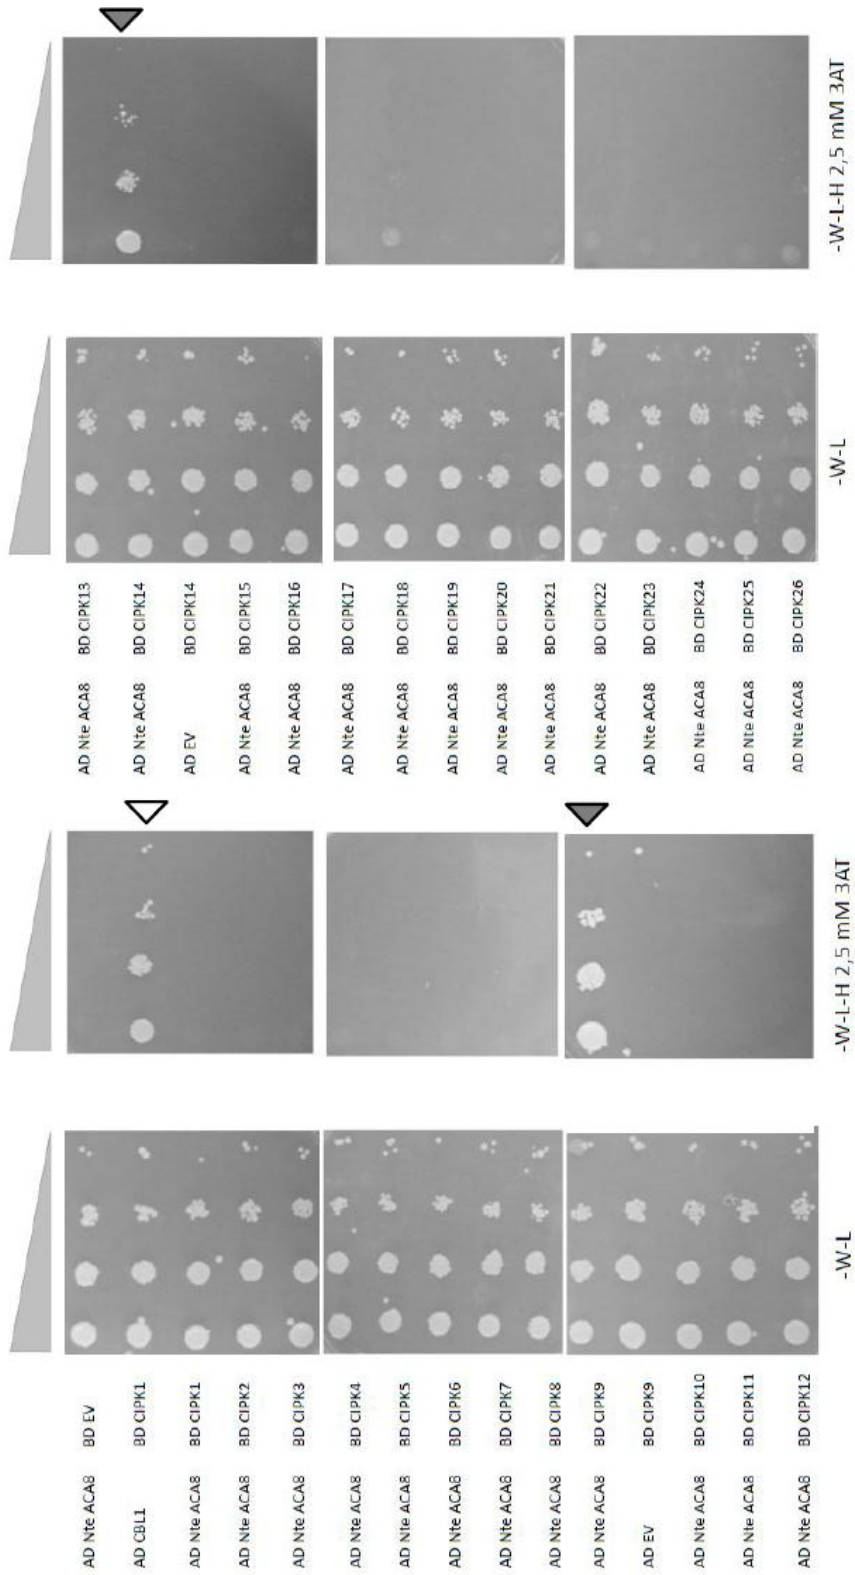 AD Nte ACA8 BD EV
AD CBL1 BD CIPK1
AD Nte ACA8 BD CIPK1
AD Nte ACA8 BD CIPK2
AD Nte ACA8 BD CIPK3
AD Nte ACA8 BD CIPK4
AD Nte ACA8 BD CIPK5
AD Nte ACA8 BD CIPK6
AD Nte ACA8 BD CIPK7
AD Nte ACA8 BD CIPK8
AD Nte ACA8 BD CIPK9
AD EV BD CIPK9
AD Nte ACA8 BD CIPK10
AD Nte ACA8 BD CIPK11
AD Nte ACA8 BD CIPK12
-W-L
-W-L-H 2,5 mM 3AT
AD Nte ACA8 BD CIPK13
AD Nte ACA8 BD CIPK14
AD EV BD CIPK14
AD Nte ACA8 BD CIPK15
AD Nte ACA8 BD CIPK16
AD Nte ACA8 BD CIPK17
AD Nte ACA8 BD CIPK18
AD Nte ACA8 BD CIPK19
AD Nte ACA8 BD CIPK20
AD Nte ACA8 BD CIPK21
AD Nte ACA8 BD CIPK22
AD Nte ACA8 BD CIPK23
AD Nte ACA8 BD CIPK24
AD Nte ACA8 BD CIPK25
AD Nte ACA8 BD CIPK26
-W-L
-W-L-H 2,5 mM 3AT